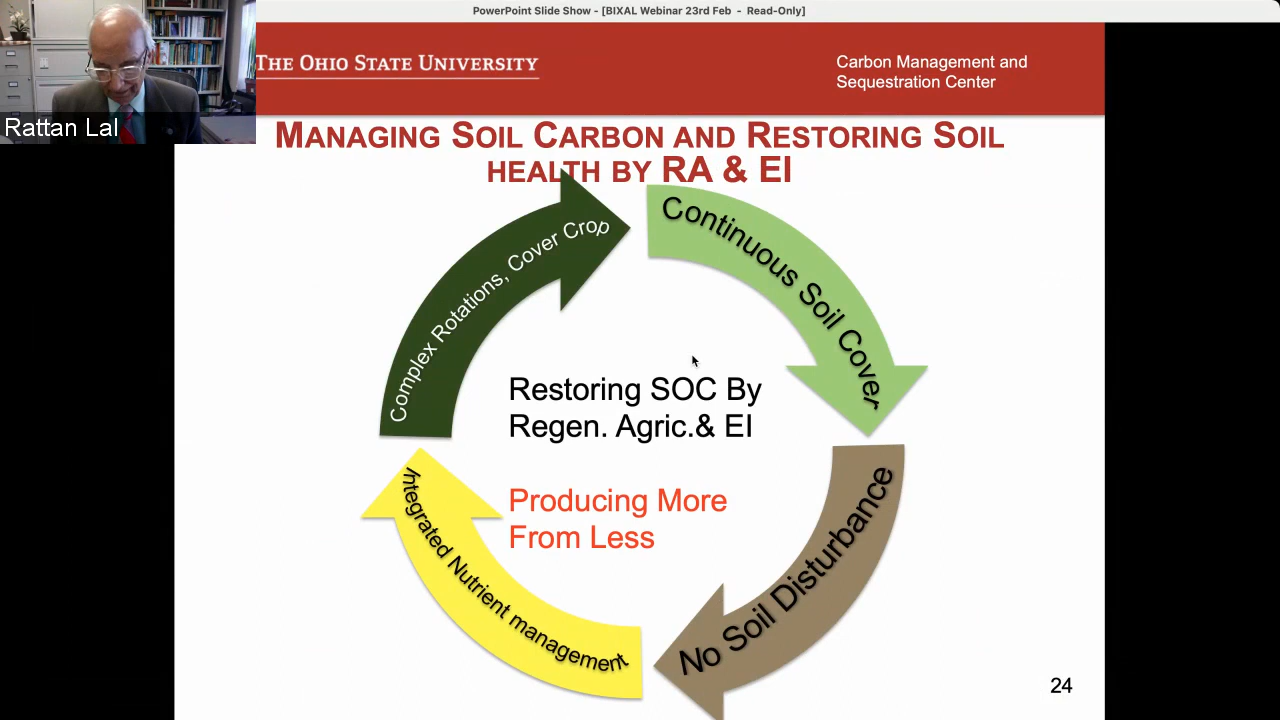 PowerPoint Slide Show - [BIXAL Webinar 23rd Feb - Read-Only]
THE OHIO STATE UNIVERSITY
Carbon Management and
Sequestration Center
Rattan Lal
MANAGING SOIL CARBON AND RESTORING SOIL
HEALTH BY RA & EI
Complex Rotations, Cover Crop
Continuous Soil Cover
Restoring SOC By
Regen. Agric.& EI
Producing More
From Less
Integrated Nutrient management
No Soil Disturbance
24